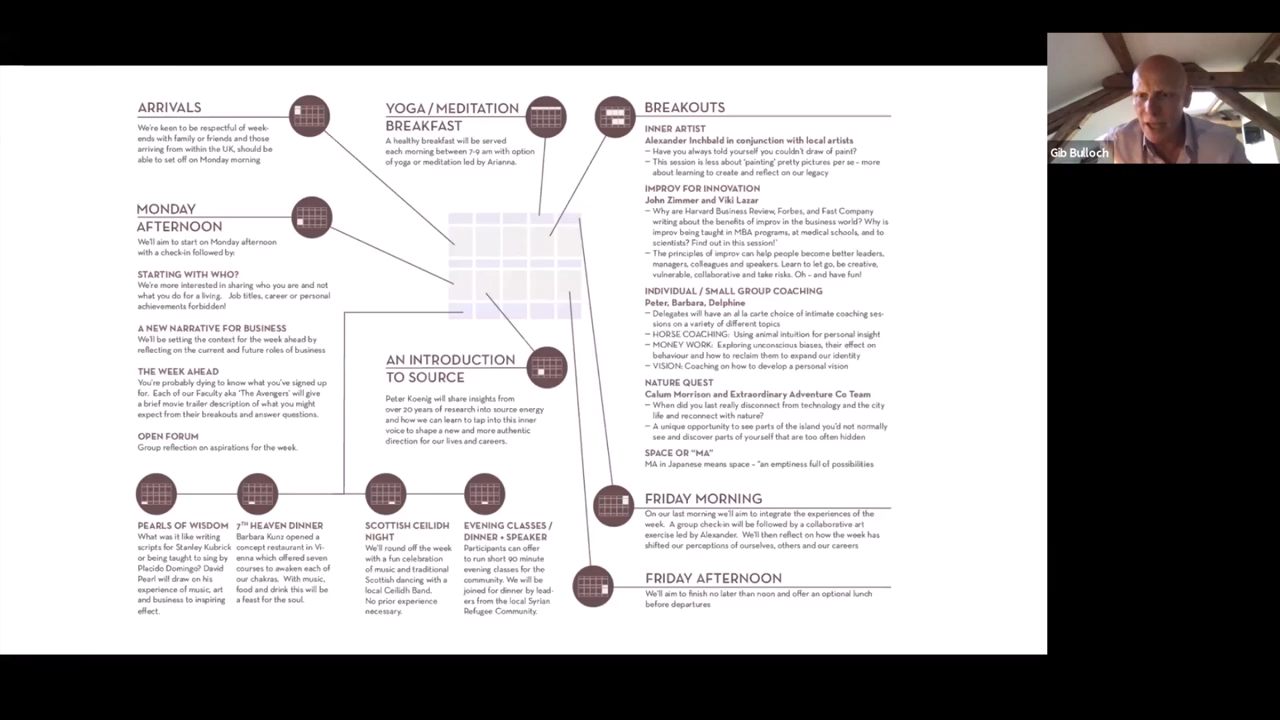 ARRIVALS
We're keen to be respectful of week-
ends with family or friends and those
arriving from within the UK, should be
able to set off on Monday morning
MONDAY
AFTERNOON
We'll aim to start on Monday afternoon
with a check-in followed by:
STARTING WITH WHO?
We're more interested in sharing who you are and not
what you do for a living. Job titles, career or personal
achievements forbidden!
A NEW NARRATIVE FOR BUSINESS
We'll be setting the context for the week ahead by
reflecting on the current and future roles of business
THE WEEK AHEAD
You're probably dying to know what you've signed up
for. Each of our Faculty aka 'The Avengers' will give
a brief movie trailer description of what you might
expect from their breakouts and answer questions.
OPEN FORUM
Group reflection on aspirations for the week.
YOGA / MEDITATION
BREAKFAST
A healthy breakfast will be served
each morning between 7-9 am with option
of yoga or meditation led by Arianna.
AN INTRODUCTION
TO SOURCE
Peter Koenig will share insights from
over 20 years of research into source energy
and how we can learn to tap into this inner
voice to shape a new and more authentic
direction for our lives and careers.
PEARLS OF WISDOM
What was it like writing
scripts for Stanley Kubrick
or being taught to sing by
Placido Domingo? David
Pearl will draw on his
experience of music, art
and business to inspiring
effect.
7TH HEAVEN DINNER
Barbara Kunz opened a
concept restaurant in Vi-
enna which offered seven
courses to awaken each of
our chakras. With music,
food and drink this will be
a feast for the soul.
SCOTTISH CEILIDH
NIGHT
We'll round off the week
with a fun celebration
of music and traditional
Scottish dancing with a
local Ceilidh Band.
No prior experience
necessary.
EVENING CLASSES /
DINNER + SPEAKER
Participants can offer
to run short 90 minute
evening classes for the
community. We will be
joined for dinner by lead-
ers from the local Syrian
Refugee Community.
BREAKOUTS
INNER ARTIST
Alexander Inchbald in conjunction with local artists
– Have you always told yourself you couldn't draw of paint?
– This session is less about 'painting' pretty pictures per se - more
about learning to create and reflect on our legacy
IMPROV FOR INNOVATION
John Zimmer and Viki Lazar
– Why are Harvard Business Review, Forbes, and Fast Company
writing about the benefits of improv in the business world? Why is
improv being taught in MBA programs, at medical schools, and to
scientists? Find out in this session!'
– The principles of improv can help people become better leaders,
managers, colleagues and speakers. Learn to let go, be creative,
vulnerable, collaborative and take risks. Oh - and have fun!
INDIVIDUAL / SMALL GROUP COACHING
Peter, Barbara, Delphine
– Delegates will have an al la carte choice of intimate coaching ses-
sions on a variety of different topics
– HORSE COACHING: Using animal intuition for personal insight
– MONEY WORK: Exploring unconscious biases, their effect on
behaviour and how to reclaim them to expand our identity
– VISION: Coaching on how to develop a personal vision
NATURE QUEST
Calum Morrison and Extraordinary Adventure Co Team
– When did you last really disconnect from technology and the city
life and reconnect with nature?
– A unique opportunity to see parts of the island you'd not normally
see and discover parts of yourself that are too often hidden
SPACE OR "MA"
MA in Japanese means space - "an emptiness full of possibilities
FRIDAY MORNING
On our last morning we'll aim to integrate the experiences of the
week. A group check-in will be followed by a collaborative art
exercise led by Alexander. We'll then reflect on how the week has
shifted our perceptions of ourselves, others and our careers
FRIDAY AFTERNOON
We'll aim to finish no later than noon and offer an optional lunch
before departures
Gib Bulloch